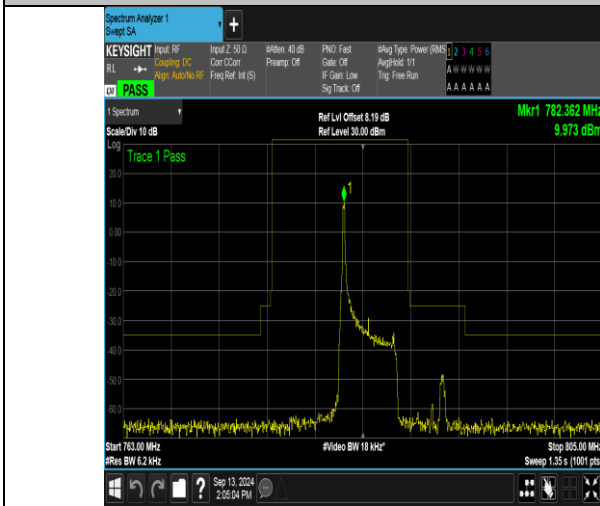 Spectrum Analyzer 1
Swept SA
+
KEYSIGHT Input: RF Input Z: 50 Ω #Atten: 40 dB PNO: Fast #Avg Type: Power (RMS 1 2 3 4 5 6
RL Coupling: DC Corr CCorr Preamp: Off Gate: Off Avg|Hold: 1/1 A W W W W W
Align: Auto/No RF Freq Ref: Int (S) IF Gain: Low Trig: Free Run
LXI PASS Sig Track: Off A A A A A A
1 Spectrum Ref Lvl Offset 8.19 dB Mkr1 782.362 MHz
Scale/Div 10 dB Ref Level 30.00 dBm 9.973 dBm
Log
Trace 1 Pass
20.0
1
10.0
0.00
-10.0
-20.0
-30.0
-40.0
-50.0
-60.0
Start 763.00 MHz #Video BW 18 kHz* Stop 805.00 MHz
#Res BW 6.2 kHz Sweep 1.35 s (1001 pts)
? Sep 13, 2024
2:05:04 PM